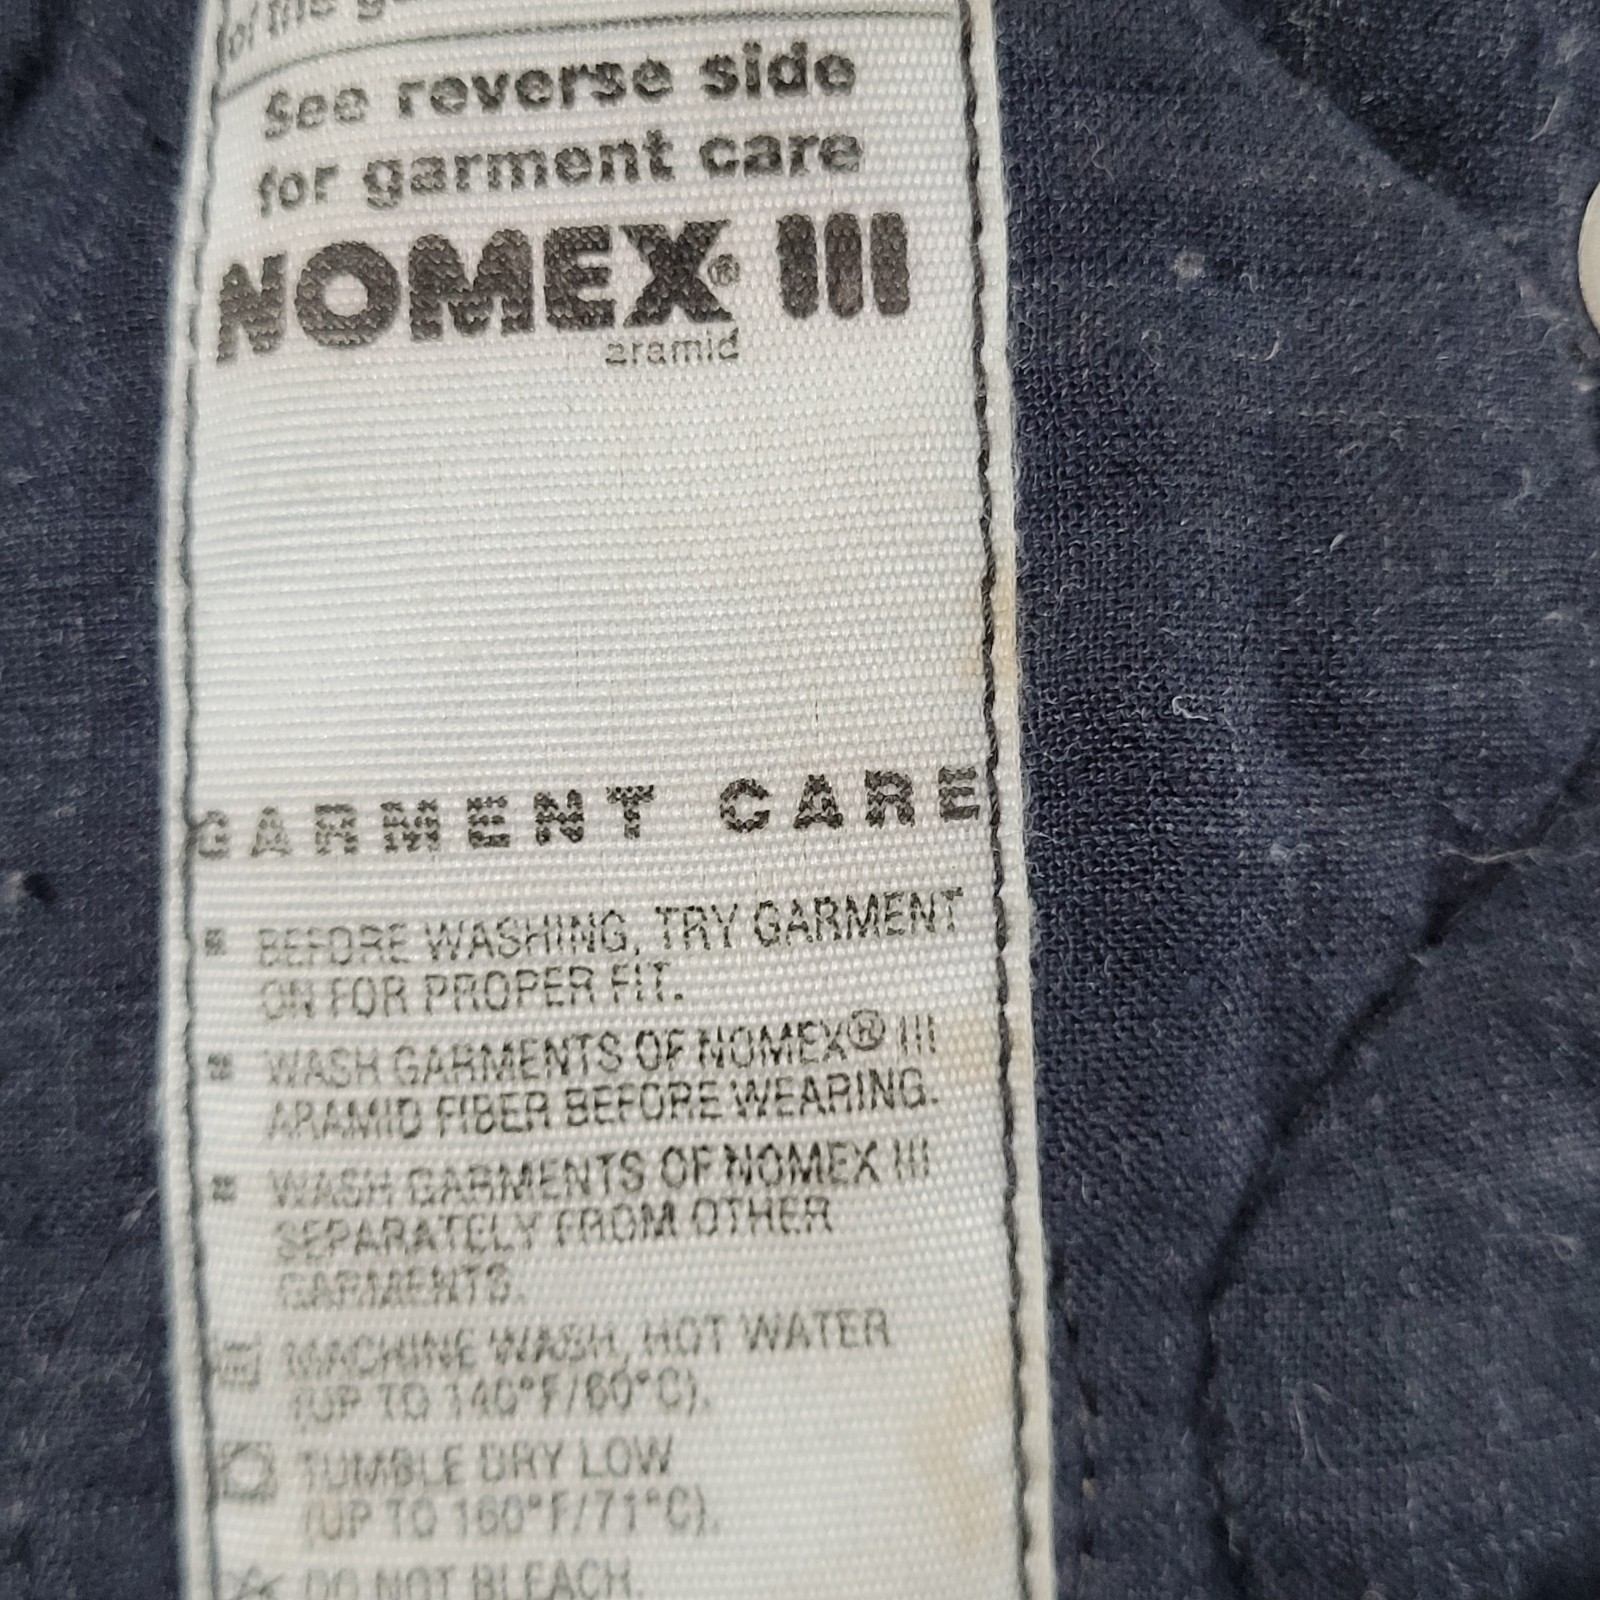 See reverse side
for garment care
NOMEX® III
aramid
GARMENT CARE
▪ BEFORE WASHING, TRY GARMENT
ON FOR PROPER FIT.
▪ WASH GARMENTS OF NOMEX® III
ARAMID FIBER BEFORE WEARING.
▪ WASH GARMENTS OF NOMEX III
SEPARATELY FROM OTHER
GARMENTS.
MACHINE WASH, HOT WATER
(UP TO 140°F/60°C).
TUMBLE DRY LOW
(UP TO 160°F/71°C).
DO NOT BLEACH.